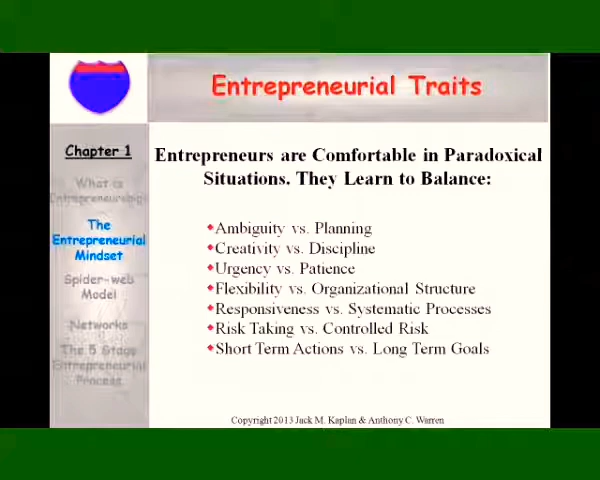 Entrepreneurial Traits
Chapter 1
What is
Entrepreneurship?
The
Entrepreneurial
Mindset
Spider-web
Model
Networks
The 5 Stage
Entrepreneurial
Process
Entrepreneurs are Comfortable in Paradoxical
Situations. They Learn to Balance:
Ambiguity vs. Planning
Creativity vs. Discipline
Urgency vs. Patience
Flexibility vs. Organizational Structure
Responsiveness vs. Systematic Processes
Risk Taking vs. Controlled Risk
Short Term Actions vs. Long Term Goals
Copyright 2013 Jack M. Kaplan & Anthony C. Warren